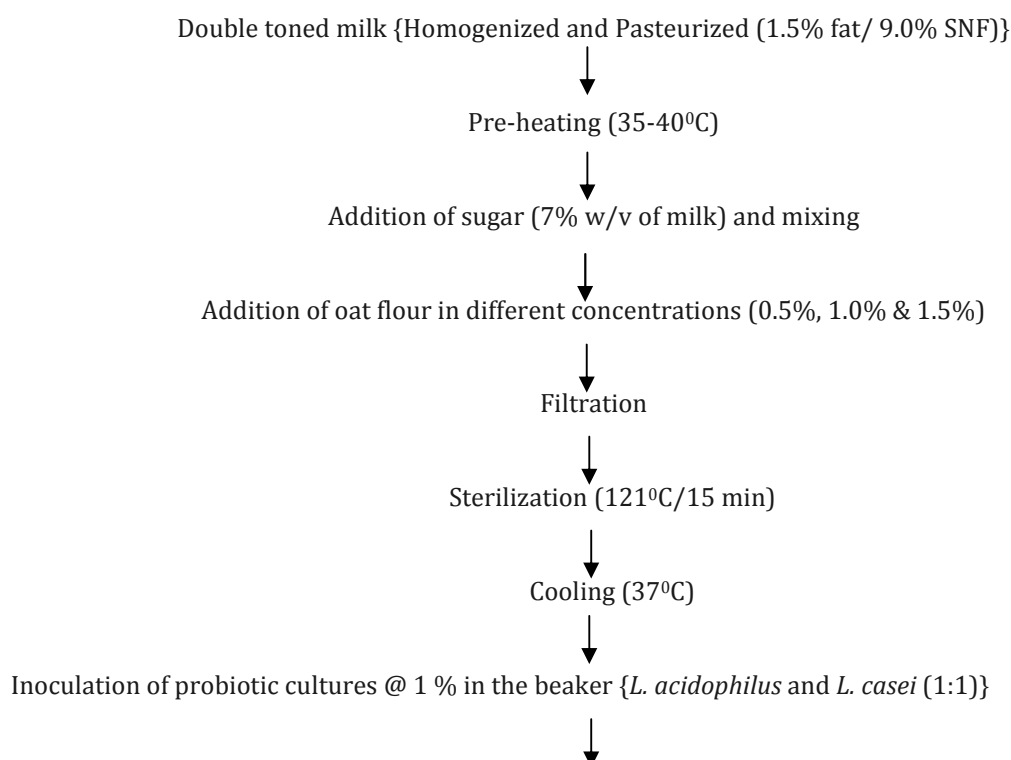 Double toned milk {Homogenized and Pasteurized (1.5% fat/ 9.0% SNF)}
Pre-heating (35-40⁰C)
Addition of sugar (7% w/v of milk) and mixing
Addition of oat flour in different concentrations (0.5%, 1.0% & 1.5%)
Filtration
Sterilization (121⁰C/15 min)
Cooling (37⁰C)
Inoculation of probiotic cultures @ 1 % in the beaker {L. acidophilus and L. casei (1:1)}